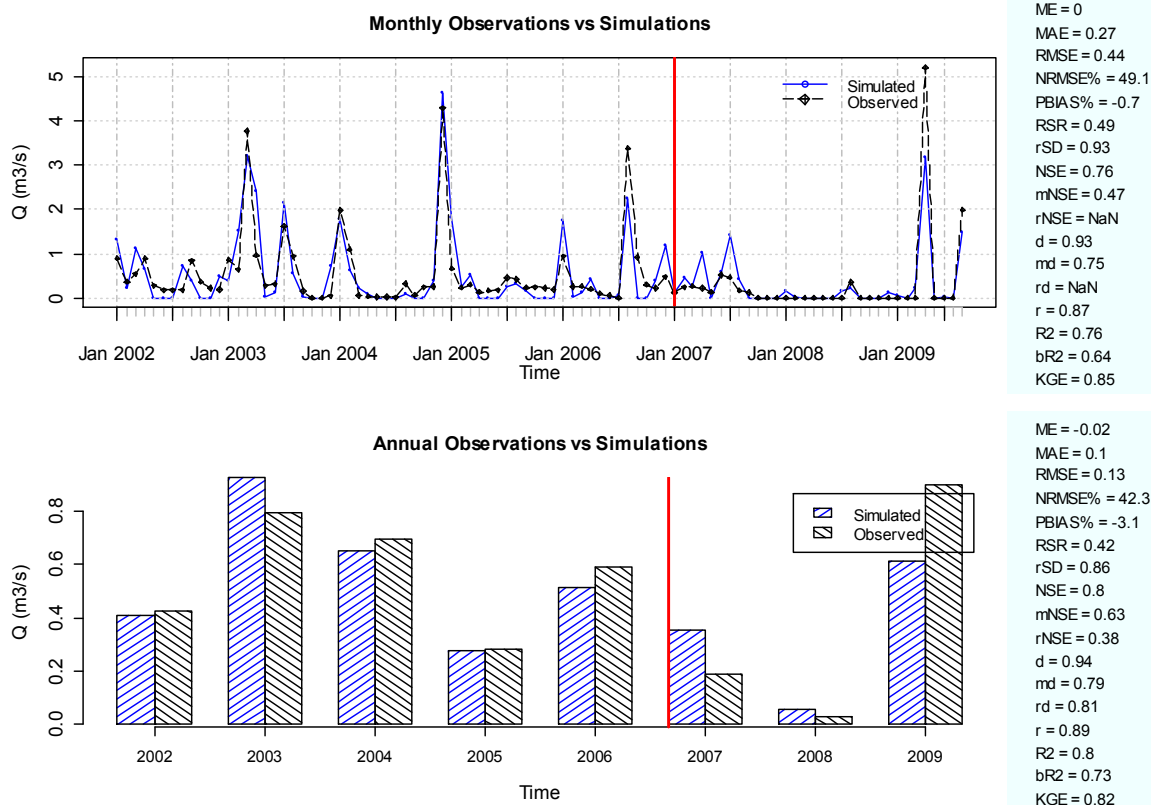 Monthly Observations vs Simulations
Q (m3/s)
5
4
3
2
1
0
Simulated
Observed
Jan 2002 Jan 2003 Jan 2004 Jan 2005 Jan 2006 Jan 2007 Jan 2008 Jan 2009
Time
ME = 0
MAE = 0.27
RMSE = 0.44
NRMSE% = 49.1
PBIAS% = -0.7
RSR = 0.49
rSD = 0.93
NSE = 0.76
mNSE = 0.47
rNSE = NaN
d = 0.93
md = 0.75
rd = NaN
r = 0.87
R2 = 0.76
bR2 = 0.64
KGE = 0.85
Annual Observations vs Simulations
Q (m3/s)
0.8
0.6
0.4
0.2
0.0
Simulated
Observed
2002 2003 2004 2005 2006 2007 2008 2009
Time
ME = -0.02
MAE = 0.1
RMSE = 0.13
NRMSE% = 42.3
PBIAS% = -3.1
RSR = 0.42
rSD = 0.86
NSE = 0.8
mNSE = 0.63
rNSE = 0.38
d = 0.94
md = 0.79
rd = 0.81
r = 0.89
R2 = 0.8
bR2 = 0.73
KGE = 0.82